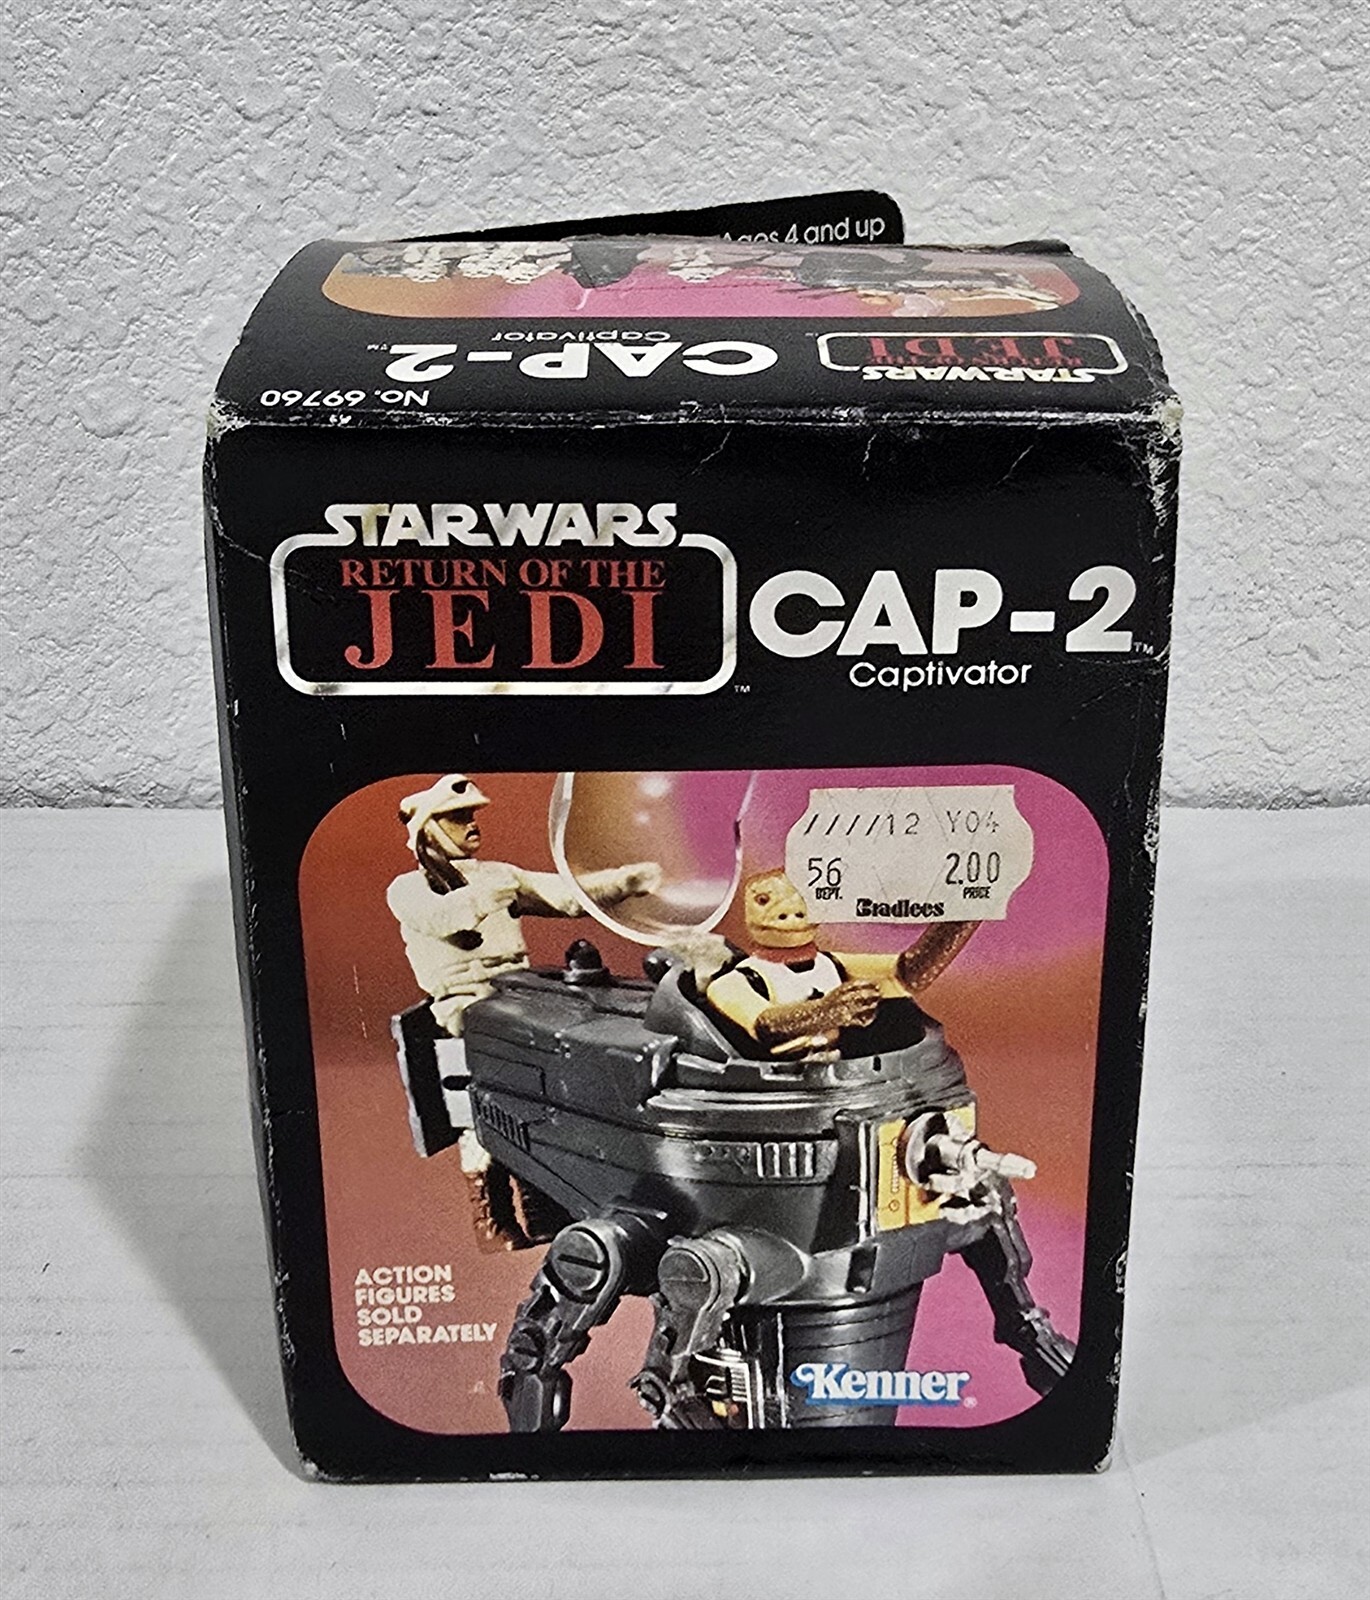 Ages 4 and up
STAR WARS
RETURN OF THE
JEDI
CAP-2
Captivator
No. 69760
STAR WARS
RETURN OF THE
JEDI
TM
CAP-2
TM
Captivator
////12 Y04
56 2.00
DEPT. PRICE
Bradlees
ACTION
FIGURES
SOLD
SEPARATELY
Kenner®